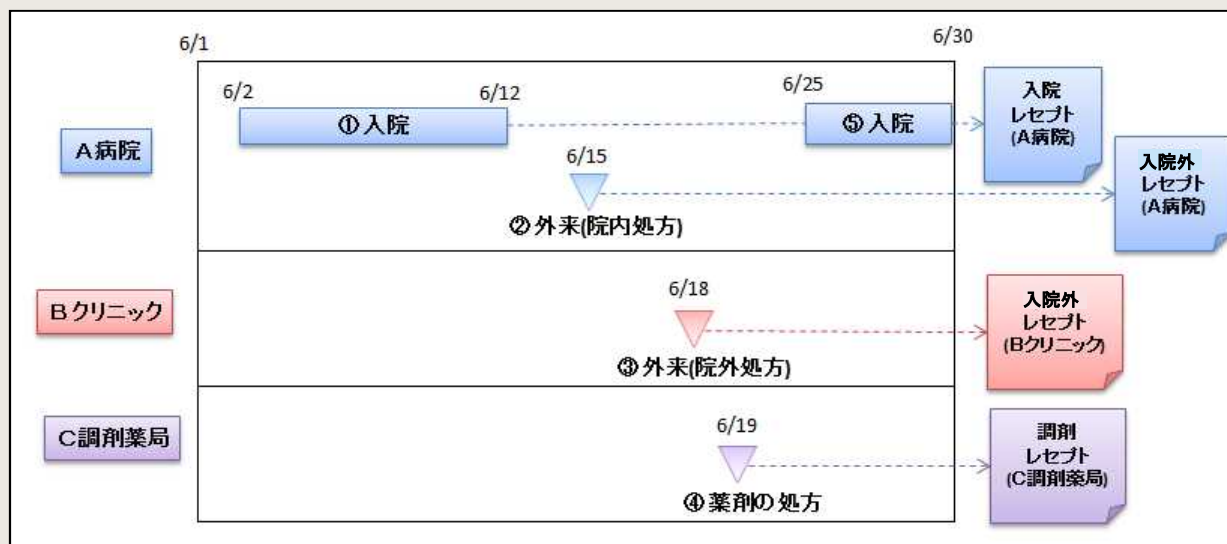 6/1
6/30
6/2
6/12
6/25
①入院
⑤入院
入院
レセプト
(A病院)
A病院
6/15
入院外
レセプト
(A病院)
②外来(院内処方)
Bクリニック
6/18
入院外
レセプト
(Bクリニック)
③外来(院外処方)
C調剤薬局
6/19
調剤
レセプト
(C調剤薬局)
④薬剤の処方